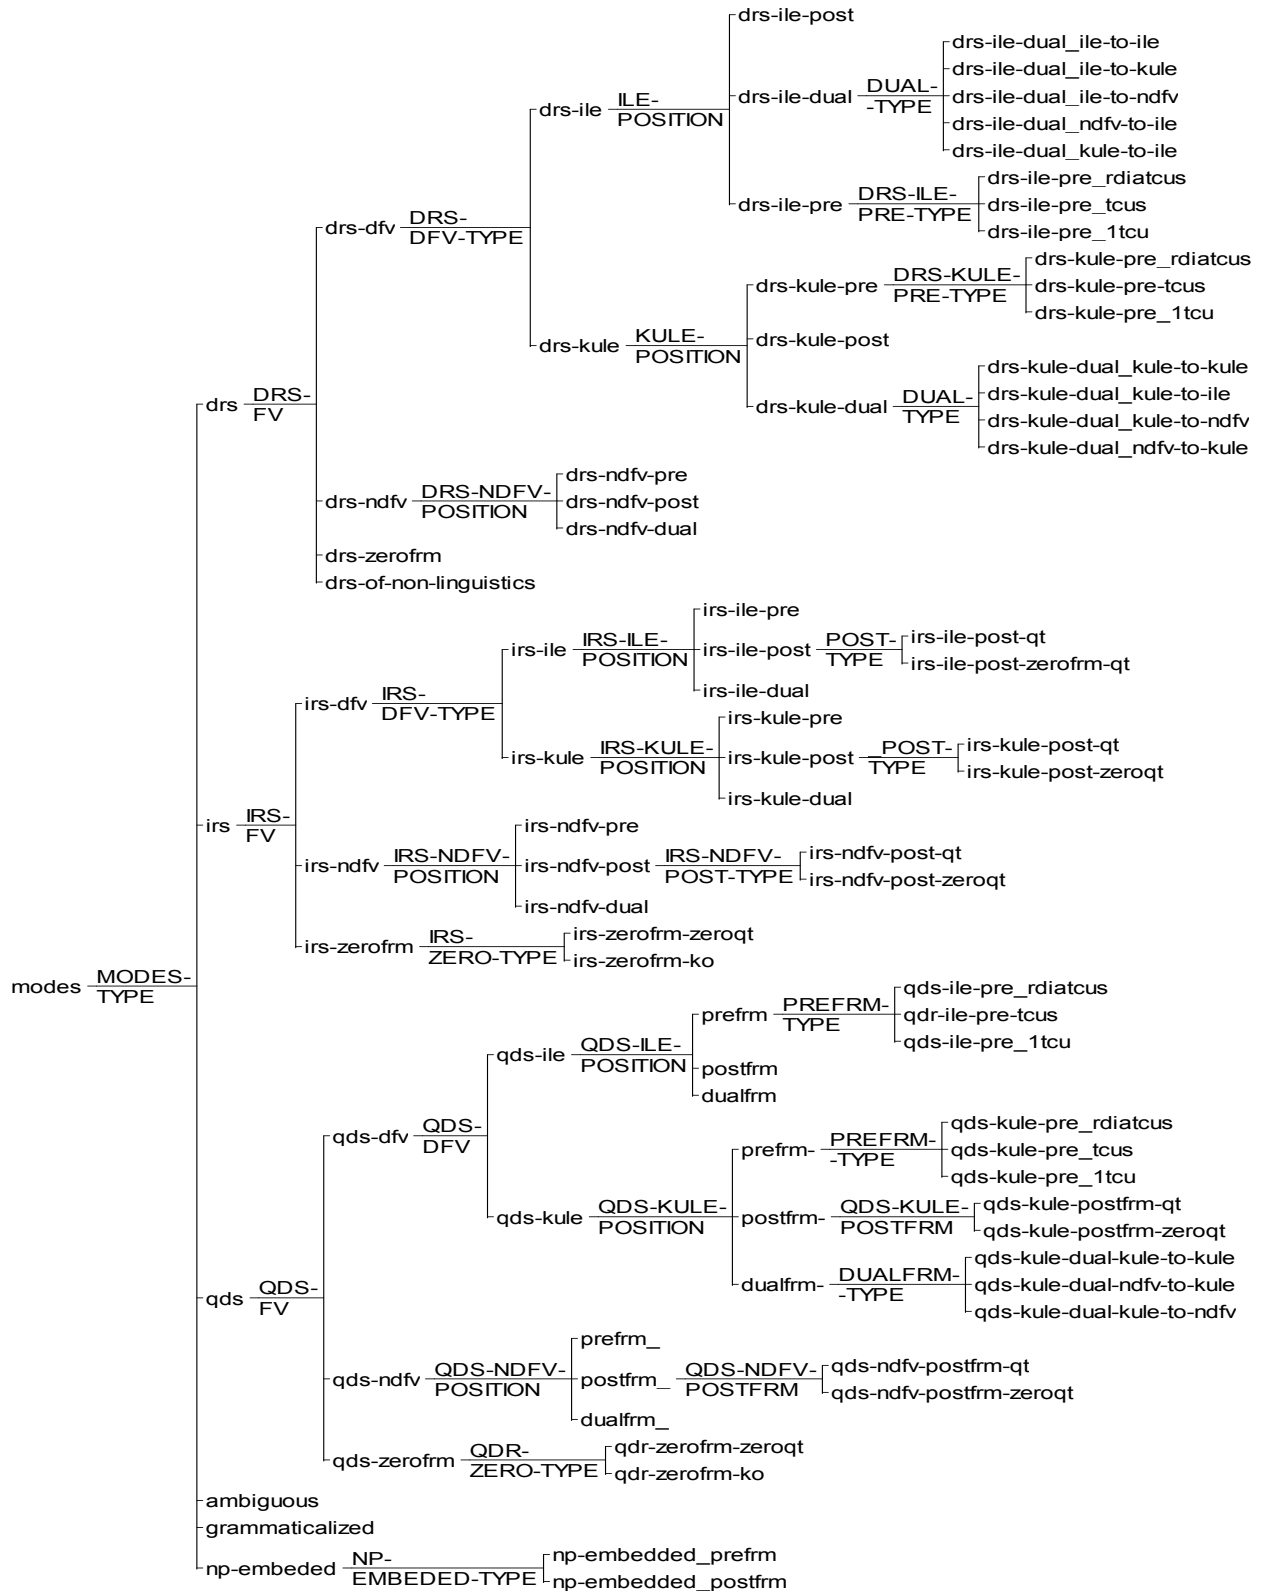 drs-ile-post
drs-ile-dual_ile-to-ile
drs-ile-dual_ile-to-kule
drs-ile DUAL-
ILE-
POSITION
drs-ile-dual
-TYPE
drs-ile-dual_ile-to-ndfv
drs-ile-dual_ndfv-to-ile
drs-ile-dual_kule-to-ile
drs-ile-pre_rdiatcus
drs-dfv DRS-
DFV-TYPE
drs-ile-pre DRS-ILE-
PRE-TYPE
drs-ile-pre_tcus
drs-ile-pre_1tcu
drs-kule-pre_rdiatcus
drs-kule-pre DRS-KULE-
PRE-TYPE
drs-kule-pre-tcus
drs-kule-pre_1tcu
drs-kule KULE-
POSITION
drs-kule-post
drs-kule-dual_kule-to-kule
drs-kule-dual_kule-to-ile
drs DRS-
FV
drs-kule-dual DUAL-
TYPE
drs-kule-dual_kule-to-ndfv
drs-kule-dual_ndfv-to-kule
drs-ndfv-pre
drs-ndfv DRS-NDFV-
POSITION
drs-ndfv-post
drs-ndfv-dual
drs-zerofrm
drs-of-non-linguistics
irs-ile-pre
irs-ile IRS-ILE-
POSITION
irs-ile-post POST-
TYPE
irs-ile-post-qt
irs-ile-post-zerofrm-qt
irs-ile-dual
irs-dfv IRS-
DFV-TYPE
irs-kule-pre
irs-kule IRS-KULE-
POSITION
irs-kule-post _POST-
TYPE
irs-kule-post-qt
irs-kule-post-zeroqt
irs-kule-dual
irs IRS-
FV
irs-ndfv-pre
irs-ndfv IRS-NDFV-
POSITION
irs-ndfv-post IRS-NDFV-
POST-TYPE
irs-ndfv-post-qt
irs-ndfv-post-zeroqt
irs-ndfv-dual
irs-zerofrm IRS-
ZERO-TYPE
irs-zerofrm-zeroqt
irs-zerofrm-ko
modes MODES-
TYPE
qds-ile-pre_rdiatcus
prefrm PREFRM-
TYPE
qdr-ile-pre-tcus
qds-ile-pre_1tcu
qds-ile QDS-ILE-
POSITION
postfrm
dualfrm
qds-dfv QDS-
DFV
qds-kule-pre_rdiatcus
prefrm- PREFRM-
-TYPE
qds-kule-pre_tcus
qds-kule-pre_1tcu
qds-kule QDS-KULE-
POSITION
postfrm- QDS-KULE-
POSTFRM
qds-kule-postfrm-qt
qds-kule-postfrm-zeroqt
qds-kule-dual-kule-to-kule
dualfrm- DUALFRM-
-TYPE
qds-kule-dual-ndfv-to-kule
qds-kule-dual-kule-to-ndfv
qds QDS-
FV
prefrm_
qds-ndfv QDS-NDFV-
POSITION
postfrm_ QDS-NDFV-
POSTFRM
qds-ndfv-postfrm-qt
qds-ndfv-postfrm-zeroqt
dualfrm_
qds-zerofrm QDR-
ZERO-TYPE
qdr-zerofrm-zeroqt
qdr-zerofrm-ko
ambiguous
grammaticalized
np-embeded NP-
EMBEDED-TYPE
np-embedded_prefrm
np-embedded_postfrm